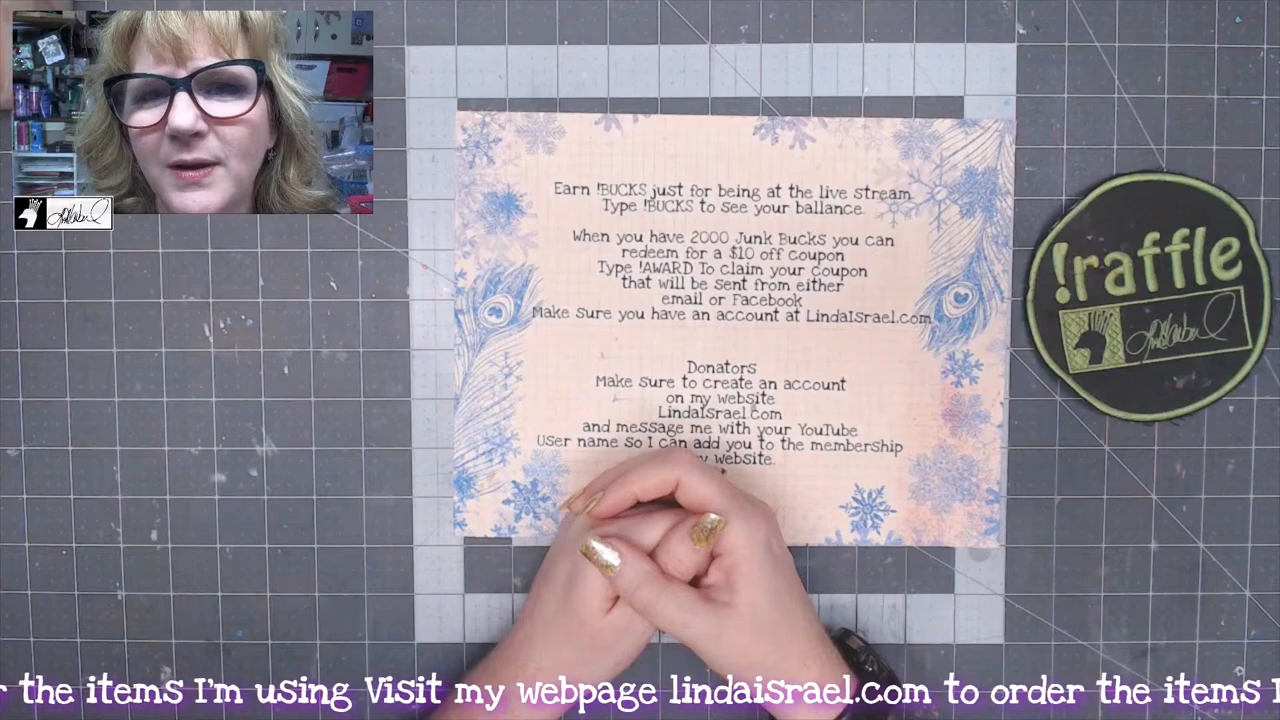 Earn !BUCKS just for being at the live stream
Type !BUCKS to see your ballance.
When you have 2000 Junk Bucks you can
redeem for a $10 off coupon
Type !AWARD To claim your coupon
that will be sent from either
email or Facebook
Make sure you have an account at LindaIsrael.com
Donators
Make sure to create an account
on my website
LindaIsrael.com
and message me with your YouTube
User name so I can add you to the membership
my website.
!raffle
the items I'm using Visit my webpage lindaisrael.com to order the items